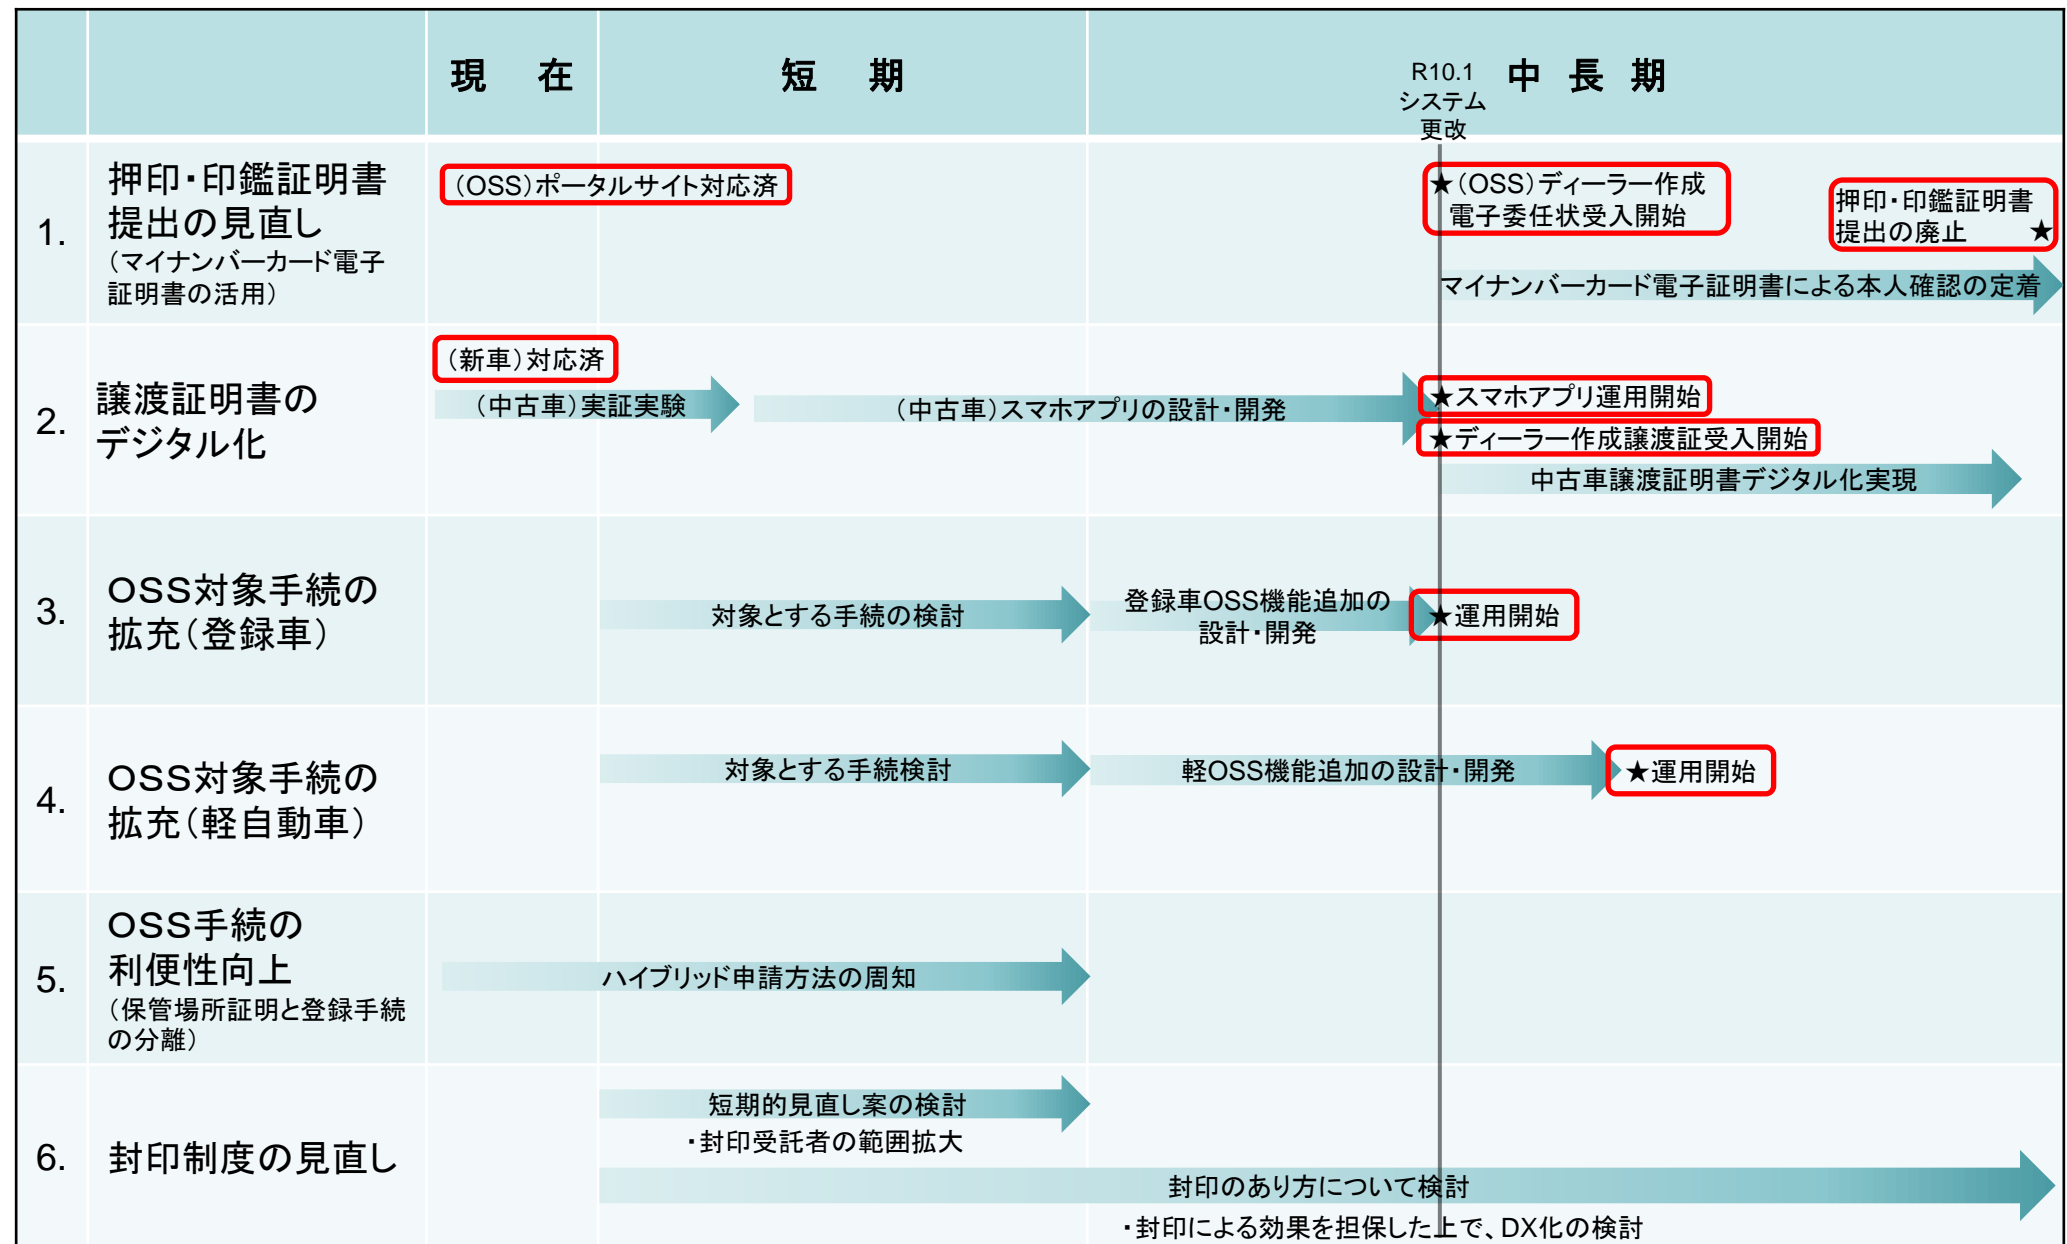 現 在
短 期
R10.1
システム
更改
中 長 期
1.
押印・印鑑証明書
提出の見直し
（マイナンバーカード電子
証明書の活用）
（OSS）ポータルサイト対応済
★（OSS）ディーラー作成
電子委任状受入開始
押印・印鑑証明書
提出の廃止 ★
マイナンバーカード電子証明書による本人確認の定着
2.
譲渡証明書の
デジタル化
（新車）対応済
（中古車）実証実験
（中古車）スマホアプリの設計・開発
★スマホアプリ運用開始
★ディーラー作成譲渡証受入開始
中古車譲渡証明書デジタル化実現
3.
ＯＳＳ対象手続の
拡充（登録車）
対象とする手続の検討
登録車OSS機能追加の
設計・開発
★運用開始
4.
ＯＳＳ対象手続の
拡充（軽自動車）
対象とする手続検討
軽OSS機能追加の設計・開発
★運用開始
5.
ＯＳＳ手続の
利便性向上
（保管場所証明と登録手続
の分離）
ハイブリッド申請方法の周知
6.
封印制度の見直し
短期的見直し案の検討
・封印受託者の範囲拡大
封印のあり方について検討
・封印による効果を担保した上で、DX化の検討